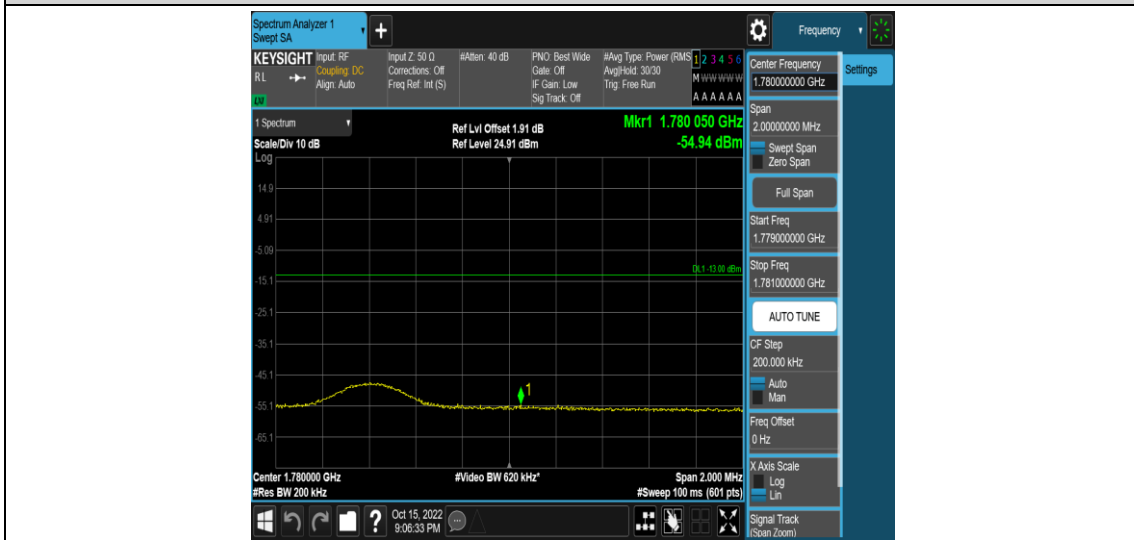 Spectrum Analyzer 1
Swept SA
+
Frequency
KEYSIGHT
RL
Input: RF
Coupling: DC
Align: Auto
Input Z: 50 Ω
Corrections: Off
Freq Ref: Int (S)
#Atten: 40 dB
PNO: Best Wide
Gate: Off
IF Gain: Low
Sig Track: Off
#Avg Type: Power (RMS
Avg|Hold: 30/30
Trig: Free Run
1 2 3 4 5 6
M W W W W W
A A A A A A
1 Spectrum
Scale/Div 10 dB
Log
Ref Lvl Offset 1.91 dB
Ref Level 24.91 dBm
Mkr1 1.780 050 GHz
-54.94 dBm
14.9
4.91
-5.09
-15.1
-25.1
-35.1
-45.1
-55.1
-65.1
DL1 -13.00 dBm
1
Center 1.780000 GHz
#Res BW 200 kHz
#Video BW 620 kHz*
Span 2.000 MHz
#Sweep 100 ms (601 pts)
?
Oct 15, 2022
9:06:33 PM
Center Frequency
1.780000000 GHz
Settings
Span
2.00000000 MHz
Swept Span
Zero Span
Full Span
Start Freq
1.779000000 GHz
Stop Freq
1.781000000 GHz
AUTO TUNE
CF Step
200.000 kHz
Auto
Man
Freq Offset
0 Hz
X Axis Scale
Log
Lin
Signal Track
(Span Zoom)